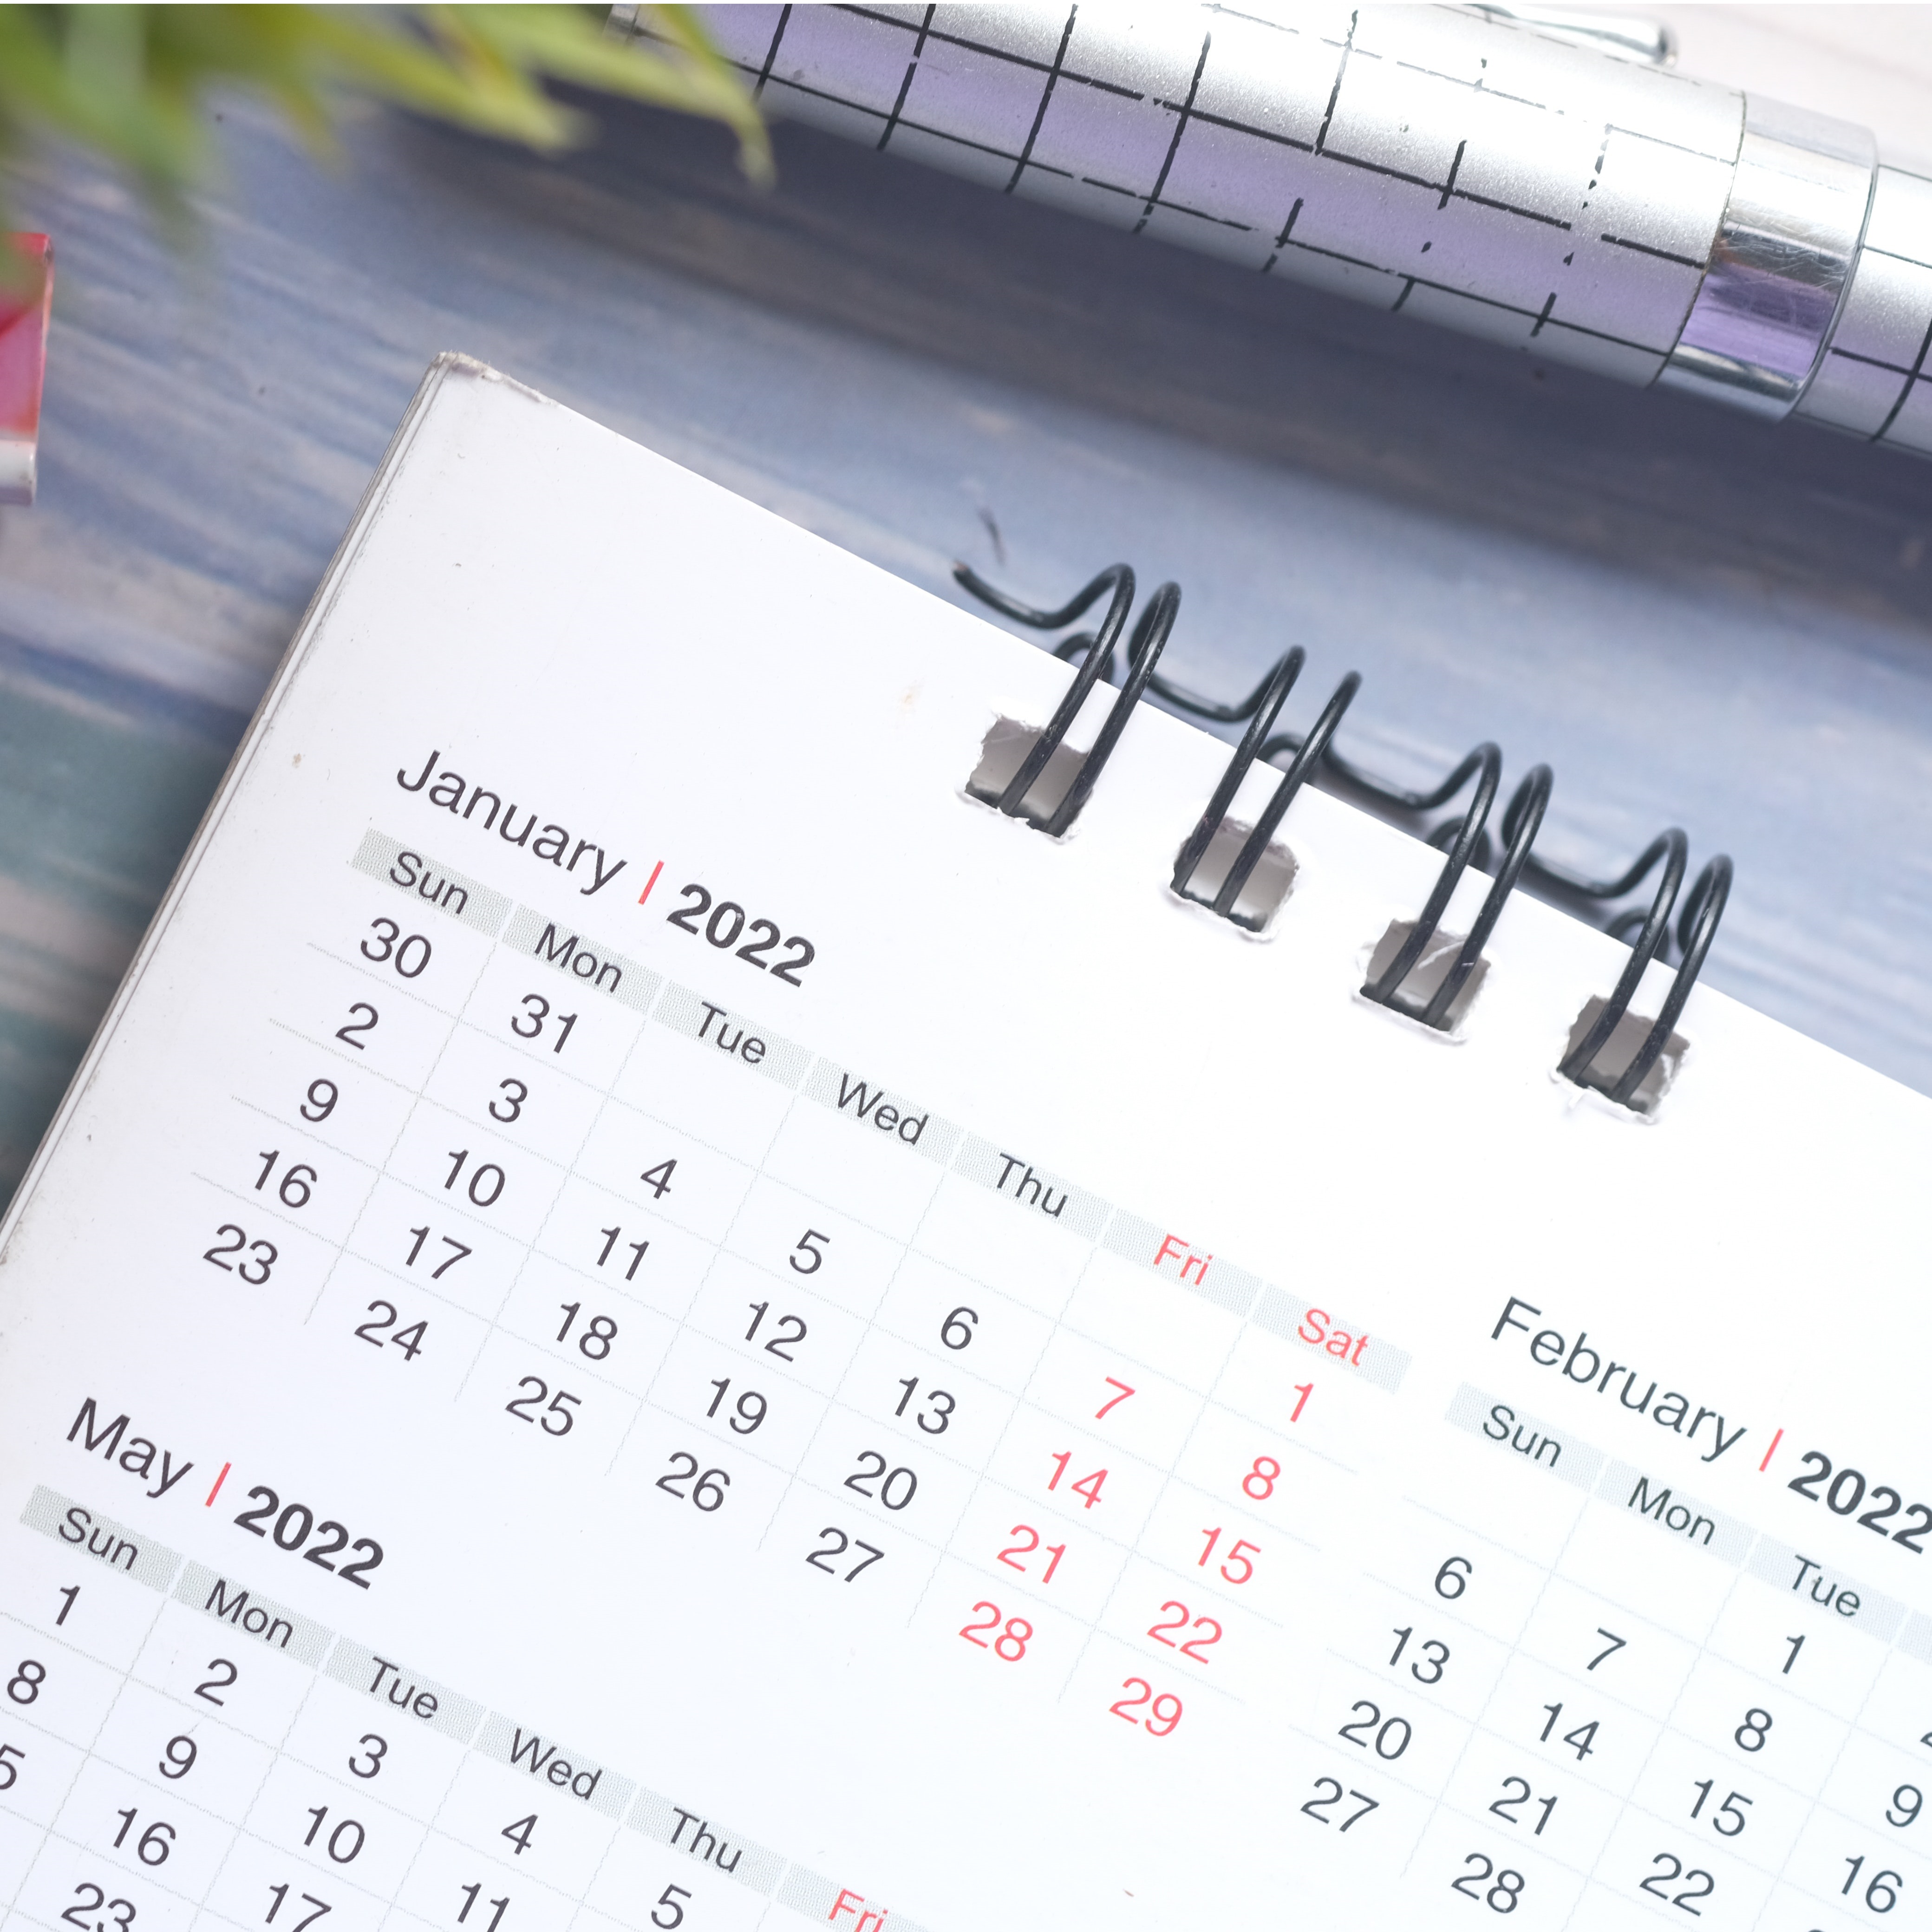 January | 2022
Sun Mon Tue Wed Thu Fri Sat
30 31 1
2 3 4 5 6 7 8
9 10 11 12 13 14 15
16 17 18 19 20 21 22
23 24 25 26 27 28 29
February | 2022
Sun Mon Tue
1
6 7 8 9
13 14 15 16
20 21 22
27 28
May | 2022
Sun Mon Tue Wed Thu Fri
1 2 3 4 5
8 9 10 11
16 17
23